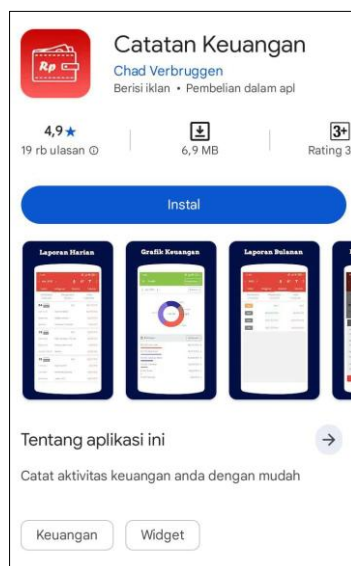 Rp
Catatan Keuangan
Chad Verbruggen
Berisi iklan • Pembelian dalam apl
4,9★
19 rb ulasan
6,9 MB
3+
Rating 3
Instal
Laporan Harian
Grafik Keuangan
Laporan Bulanan
Tentang aplikasi ini
Catat aktivitas keuangan anda dengan mudah
Keuangan
Widget